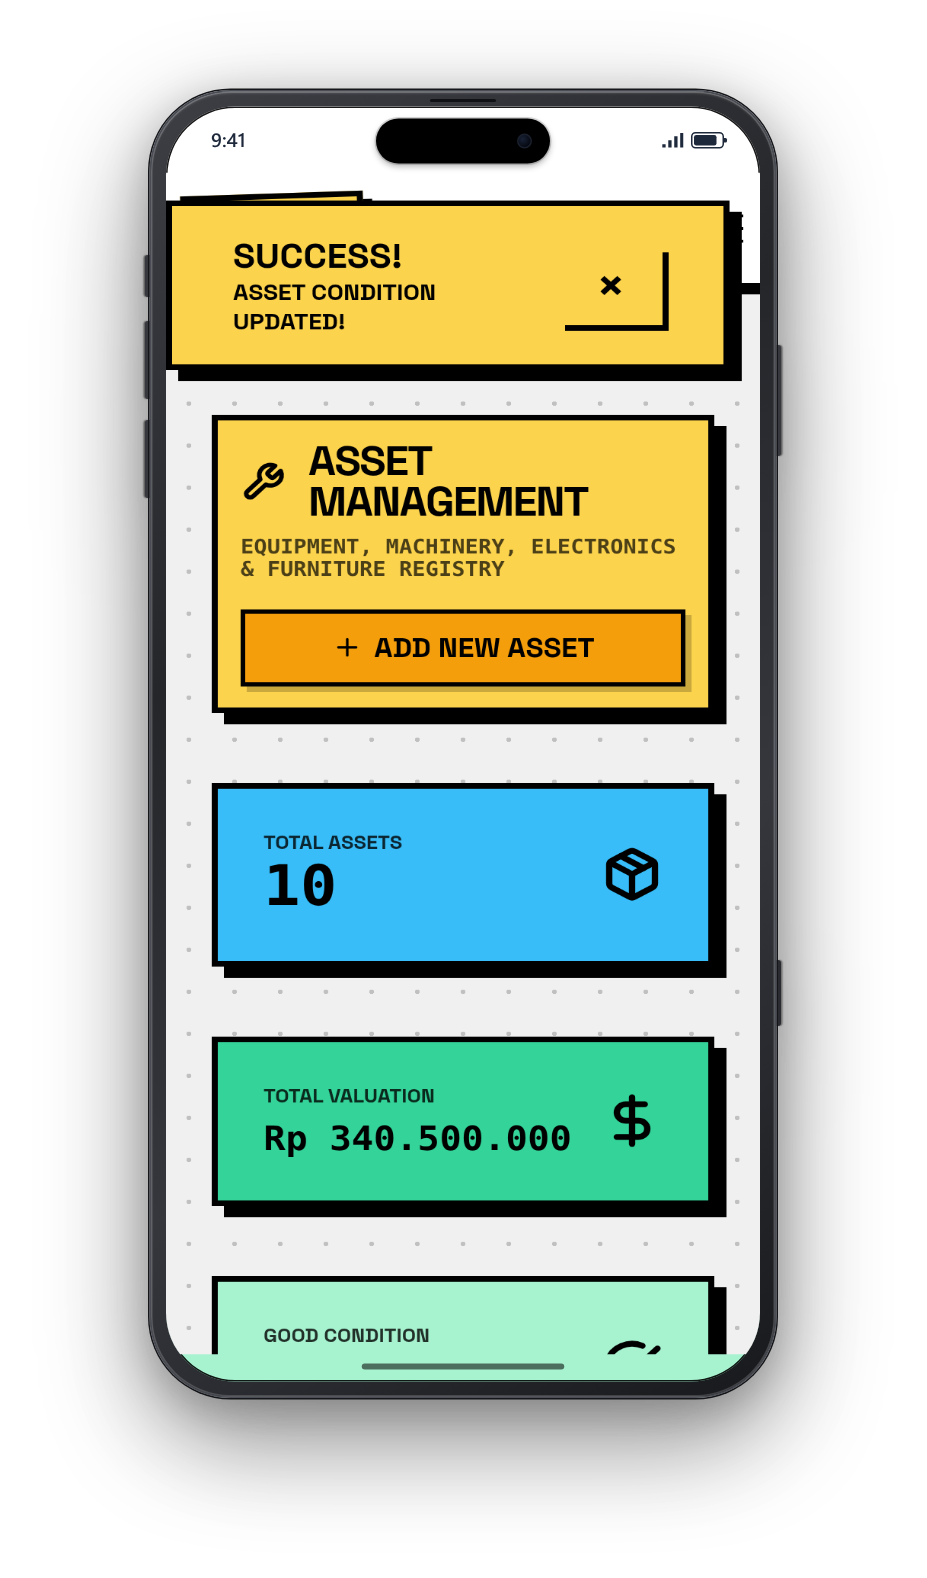 9:41
SUCCESS!
ASSET CONDITION
UPDATED!
×
ASSET
MANAGEMENT
EQUIPMENT, MACHINERY, ELECTRONICS
& FURNITURE REGISTRY
+ ADD NEW ASSET
TOTAL ASSETS
10
TOTAL VALUATION
Rp 340.500.000
$
GOOD CONDITION